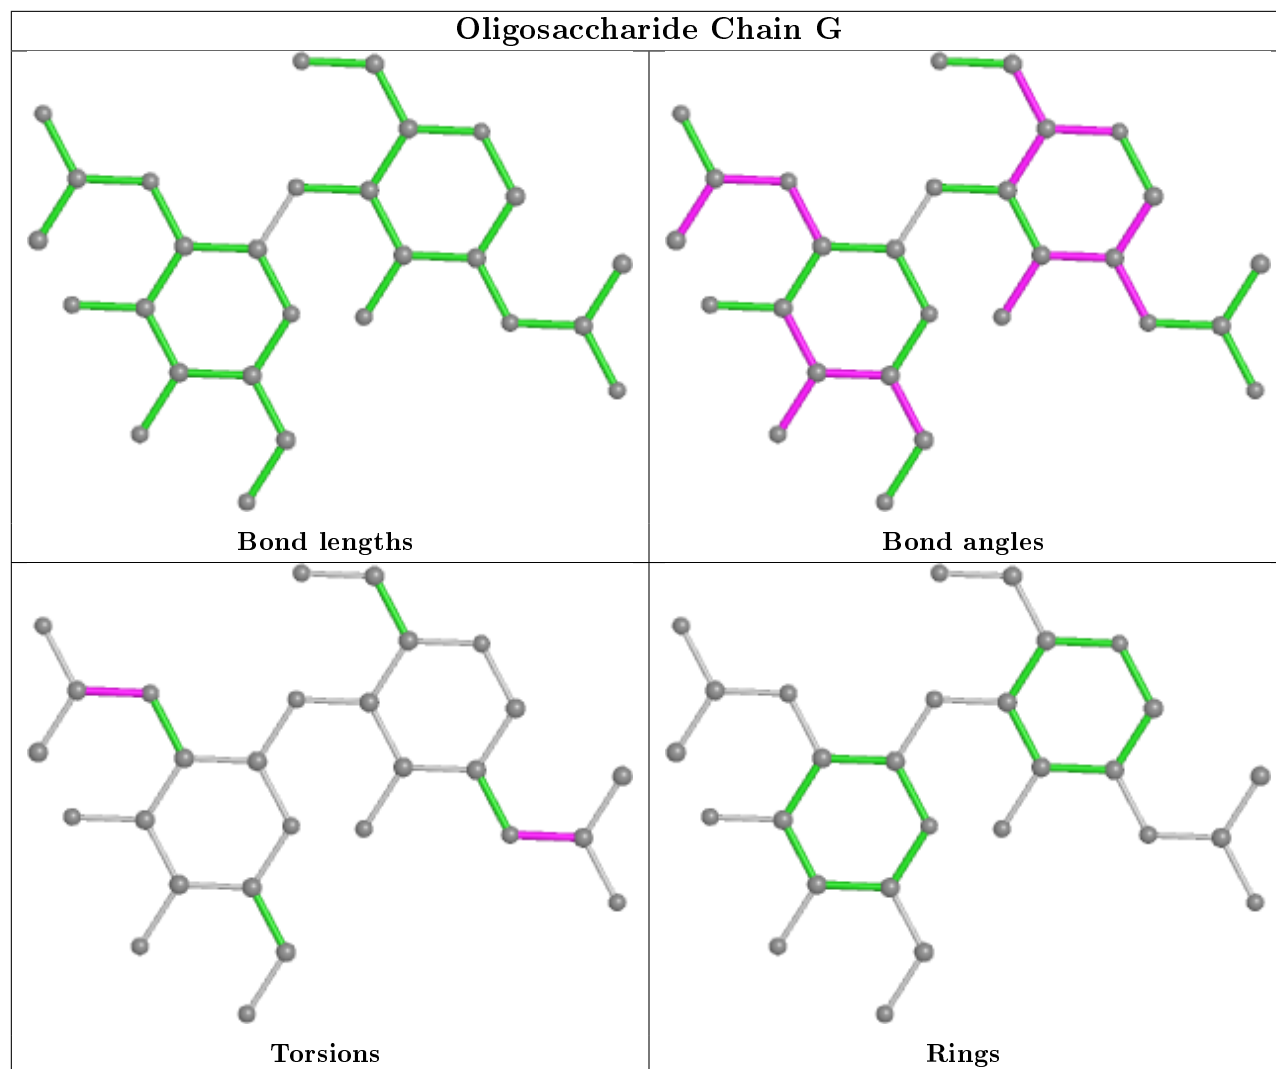 Oligosaccharide Chain G
Bond lengths
Bond angles
Torsions
Rings